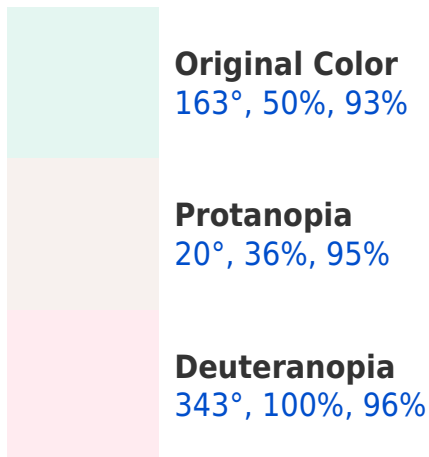 Original Color
163°, 50%, 93%
Protanopia
20°, 36%, 95%
Deuteranopia
343°, 100%, 96%